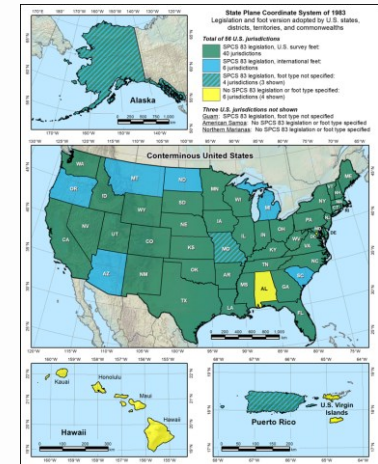 State Plane Coordinate System of 1983
Legislation and foot version adopted by U.S. states,
districts, territories, and commonwealths
Total of 56 U.S. jurisdictions
SPCS 83 legislation, U.S. survey feet:
40 jurisdictions
SPCS 83 legislation, international feet:
6 jurisdictions
SPCS 83 legislation, foot type not specified:
4 jurisdictions (3 shown)
No SPCS 83 legislation or foot type specified:
6 jurisdictions (4 shown)
Three U.S. jurisdictions not shown
Guam: SPCS 83 legislation, foot type not specified
American Samoa: No SPCS 83 legislation or foot type specified
Northern Marianas: No SPCS 83 legislation or foot type specified
Alaska
Conterminous United States
WA
MT
ND
MN
ME
OR
ID
SD
WI
MI
NY
WY
IA
PA
NV
NE
IL
IN
OH
UT
CO
KS
MO
KY
WV
VA
CA
AZ
NM
OK
AR
TN
NC
SC
MS
AL
GA
TX
LA
FL
Kauai
Honolulu
Maui
Hawaii
Hawaii
U.S. Virgin
Islands
Puerto Rico